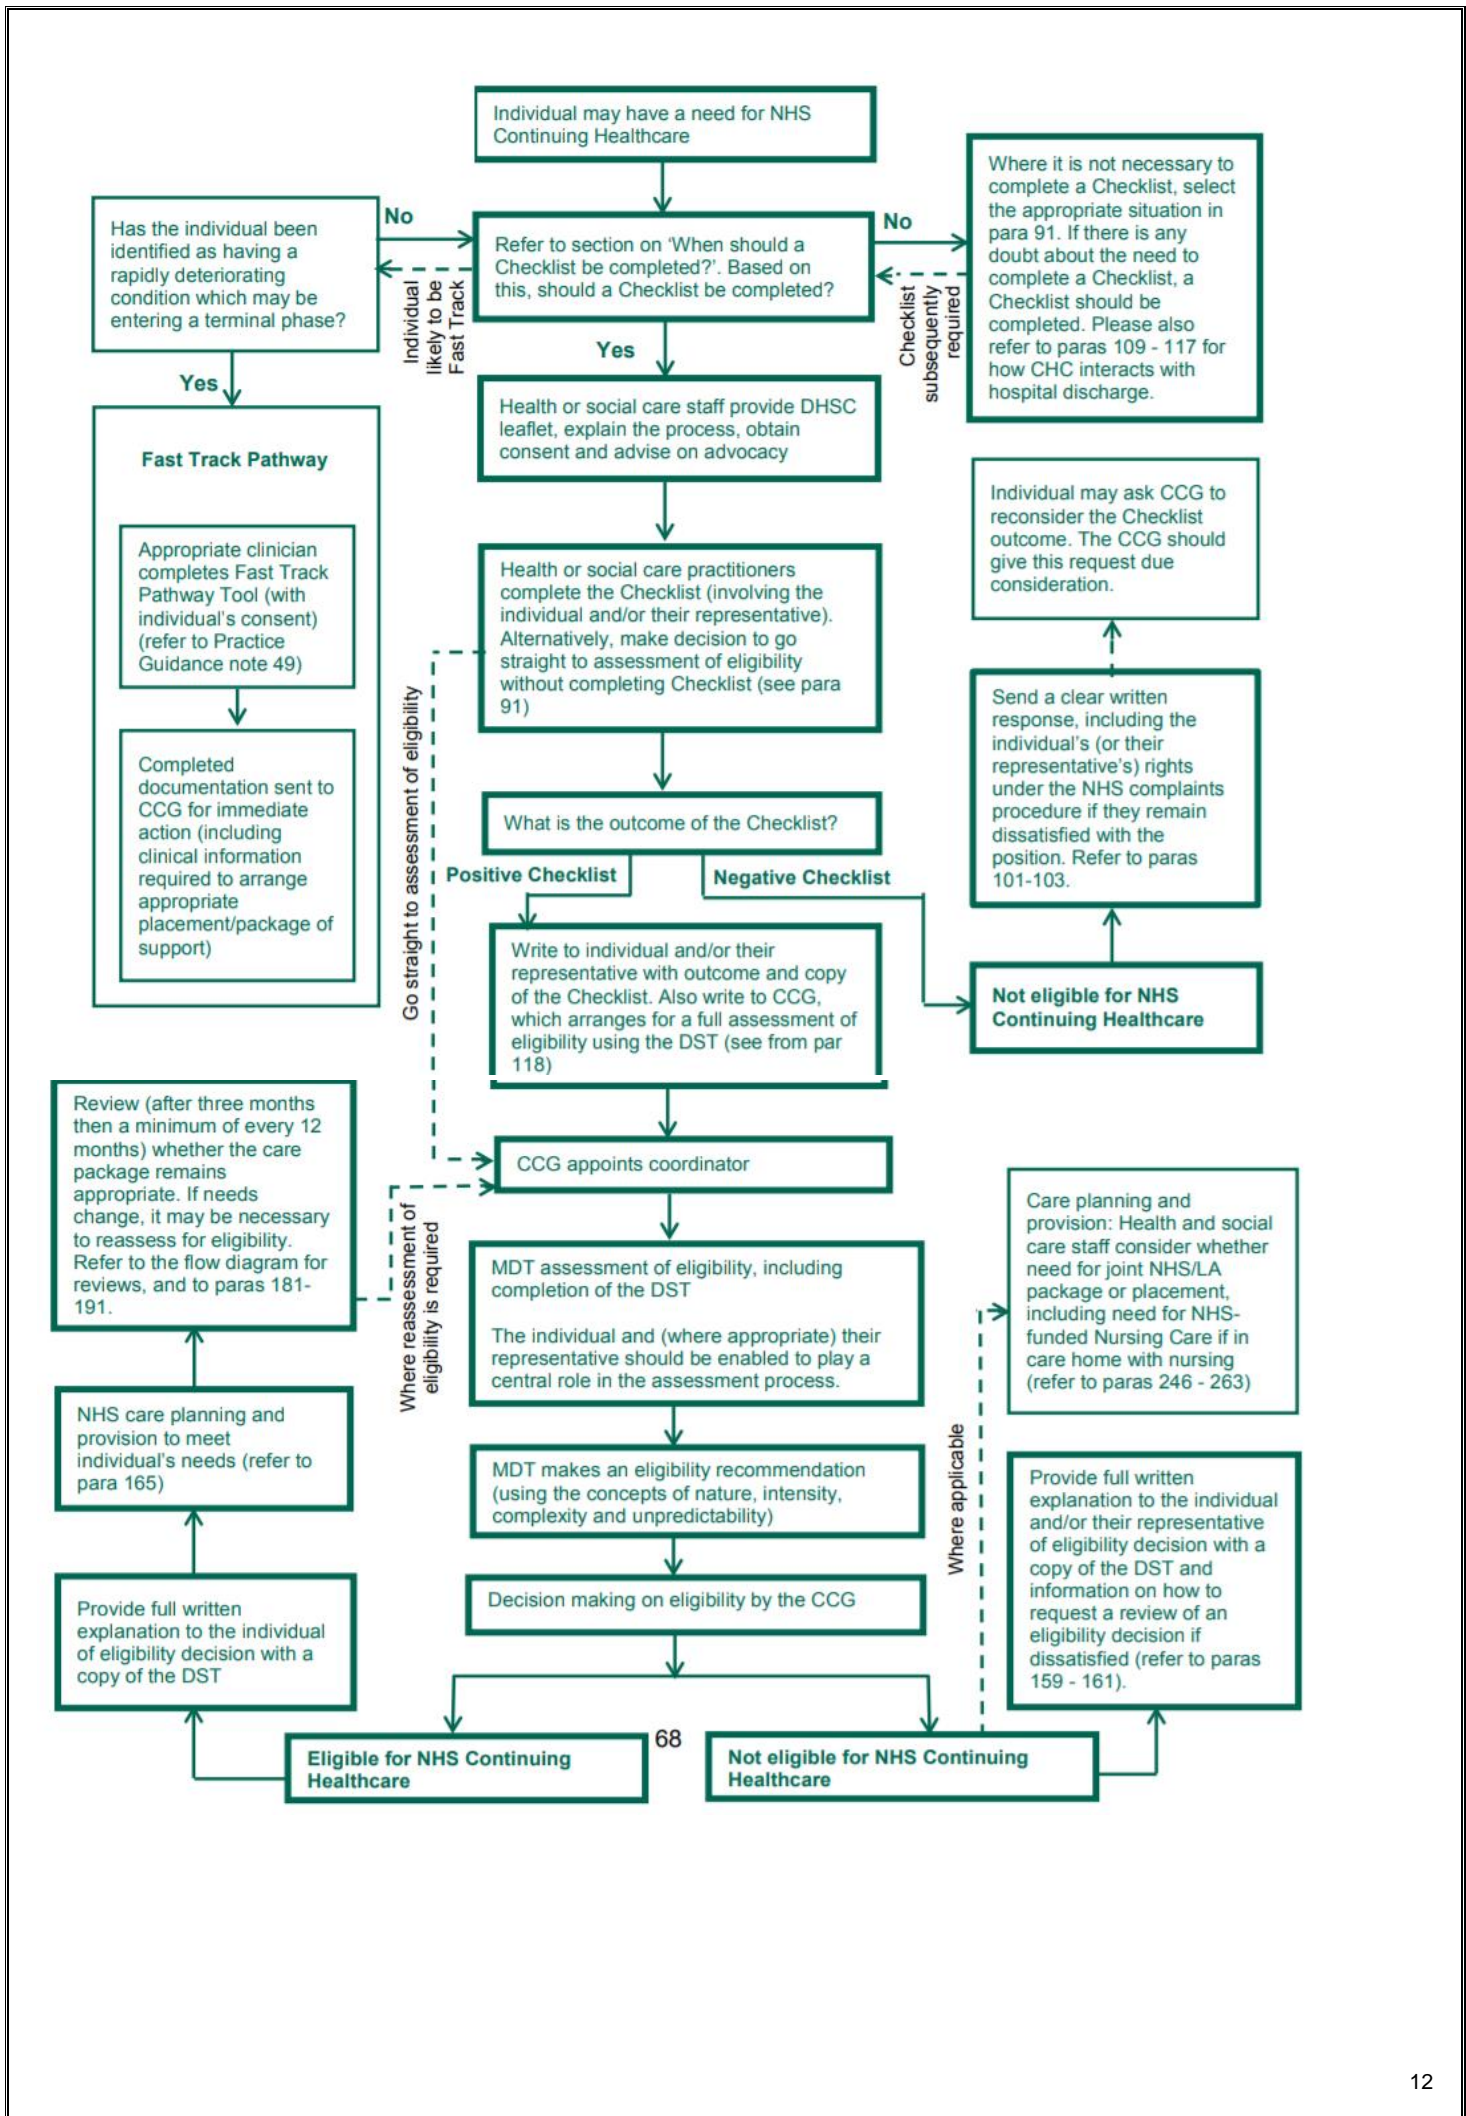 Individual may have a need for NHS
Continuing Healthcare
Where it is not necessary to
complete a Checklist, select
the appropriate situation in
para 91. If there is any
doubt about the need to
complete a Checklist, a
Checklist should be
completed. Please also
refer to paras 109 - 117 for
how CHC interacts with
hospital discharge.
Has the individual been
identified as having a
rapidly deteriorating
condition which may be
entering a terminal phase?
No
Refer to section on ‘When should a
Checklist be completed?’. Based on
this, should a Checklist be completed?
No
Individual
likely to be
Fast Track
Checklist
subsequently
required
Yes
Yes
Health or social care staff provide DHSC
leaflet, explain the process, obtain
consent and advise on advocacy
Fast Track Pathway
Appropriate clinician
completes Fast Track
Pathway Tool (with
individual's consent)
(refer to Practice
Guidance note 49)
Completed
documentation sent to
CCG for immediate
action (including
clinical information
required to arrange
appropriate
placement/package of
support)
Individual may ask CCG to
reconsider the Checklist
outcome. The CCG should
give this request due
consideration.
Health or social care practitioners
complete the Checklist (involving the
individual and/or their representative).
Alternatively, make decision to go
straight to assessment of eligibility
without completing Checklist (see para
91)
Go straight to assessment of eligibility
Send a clear written
response, including the
individual's (or their
representative's) rights
under the NHS complaints
procedure if they remain
dissatisfied with the
position. Refer to paras
101-103.
What is the outcome of the Checklist?
Positive Checklist
Negative Checklist
Write to individual and/or their
representative with outcome and copy
of the Checklist. Also write to CCG,
which arranges for a full assessment of
eligibility using the DST (see from par
118)
Not eligible for NHS
Continuing Healthcare
Review (after three months
then a minimum of every 12
months) whether the care
package remains
appropriate. If needs
change, it may be necessary
to reassess for eligibility.
Refer to the flow diagram for
reviews, and to paras 181-
191.
CCG appoints coordinator
Where reassessment of
eligibility is required
MDT assessment of eligibility, including
completion of the DST
The individual and (where appropriate) their
representative should be enabled to play a
central role in the assessment process.
Care planning and
provision: Health and social
care staff consider whether
need for joint NHS/LA
package or placement,
including need for NHS-
funded Nursing Care if in
care home with nursing
(refer to paras 246 - 263)
NHS care planning and
provision to meet
individual's needs (refer to
para 165)
MDT makes an eligibility recommendation
(using the concepts of nature, intensity,
complexity and unpredictability)
Where applicable
Provide full written
explanation to the individual
and/or their representative
of eligibility decision with a
copy of the DST and
information on how to
request a review of an
eligibility decision if
dissatisfied (refer to paras
159 - 161).
Provide full written
explanation to the individual
of eligibility decision with a
copy of the DST
Decision making on eligibility by the CCG
Eligible for NHS Continuing
Healthcare
68
Not eligible for NHS Continuing
Healthcare
12